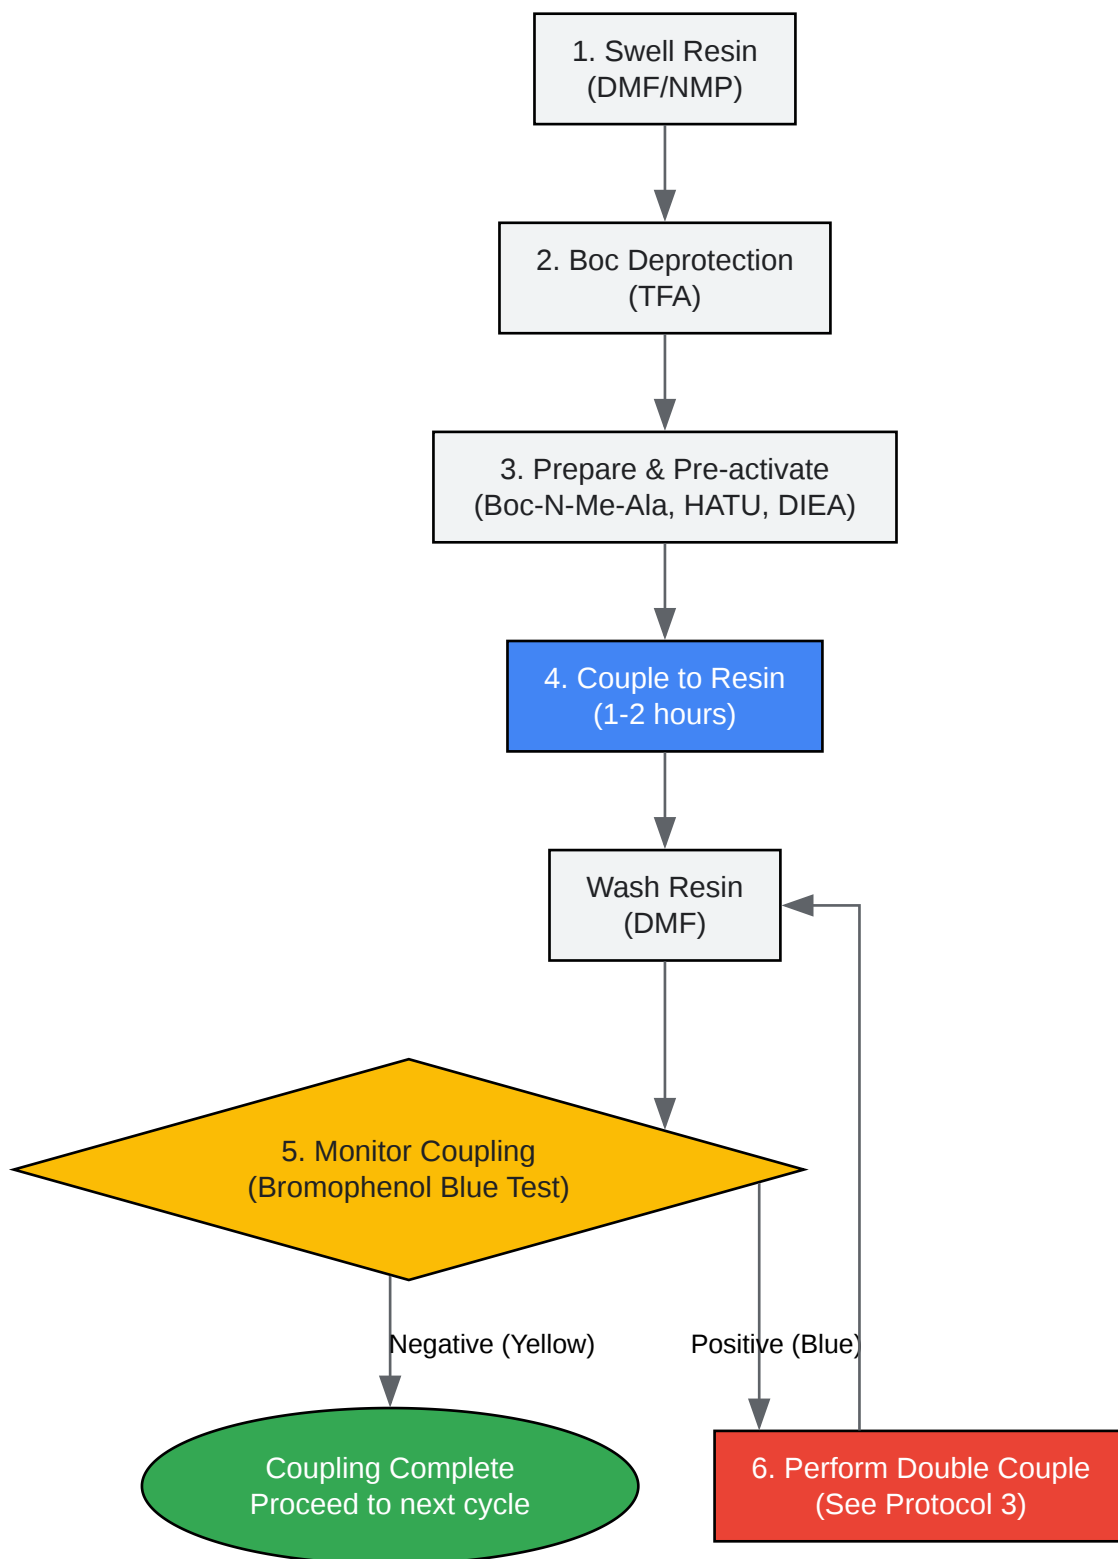 1. Swell Resin
(DMF/NMP)
2. Boc Deprotection
(TFA)
3. Prepare & Pre-activate
(Boc-N-Me-Ala, HATU, DIEA)
4. Couple to Resin
(1-2 hours)
Wash Resin
(DMF)
5. Monitor Coupling
(Bromophenol Blue Test)
Negative (Yellow)
Positive (Blue)
Coupling Complete
Proceed to next cycle
6. Perform Double Couple
(See Protocol 3)